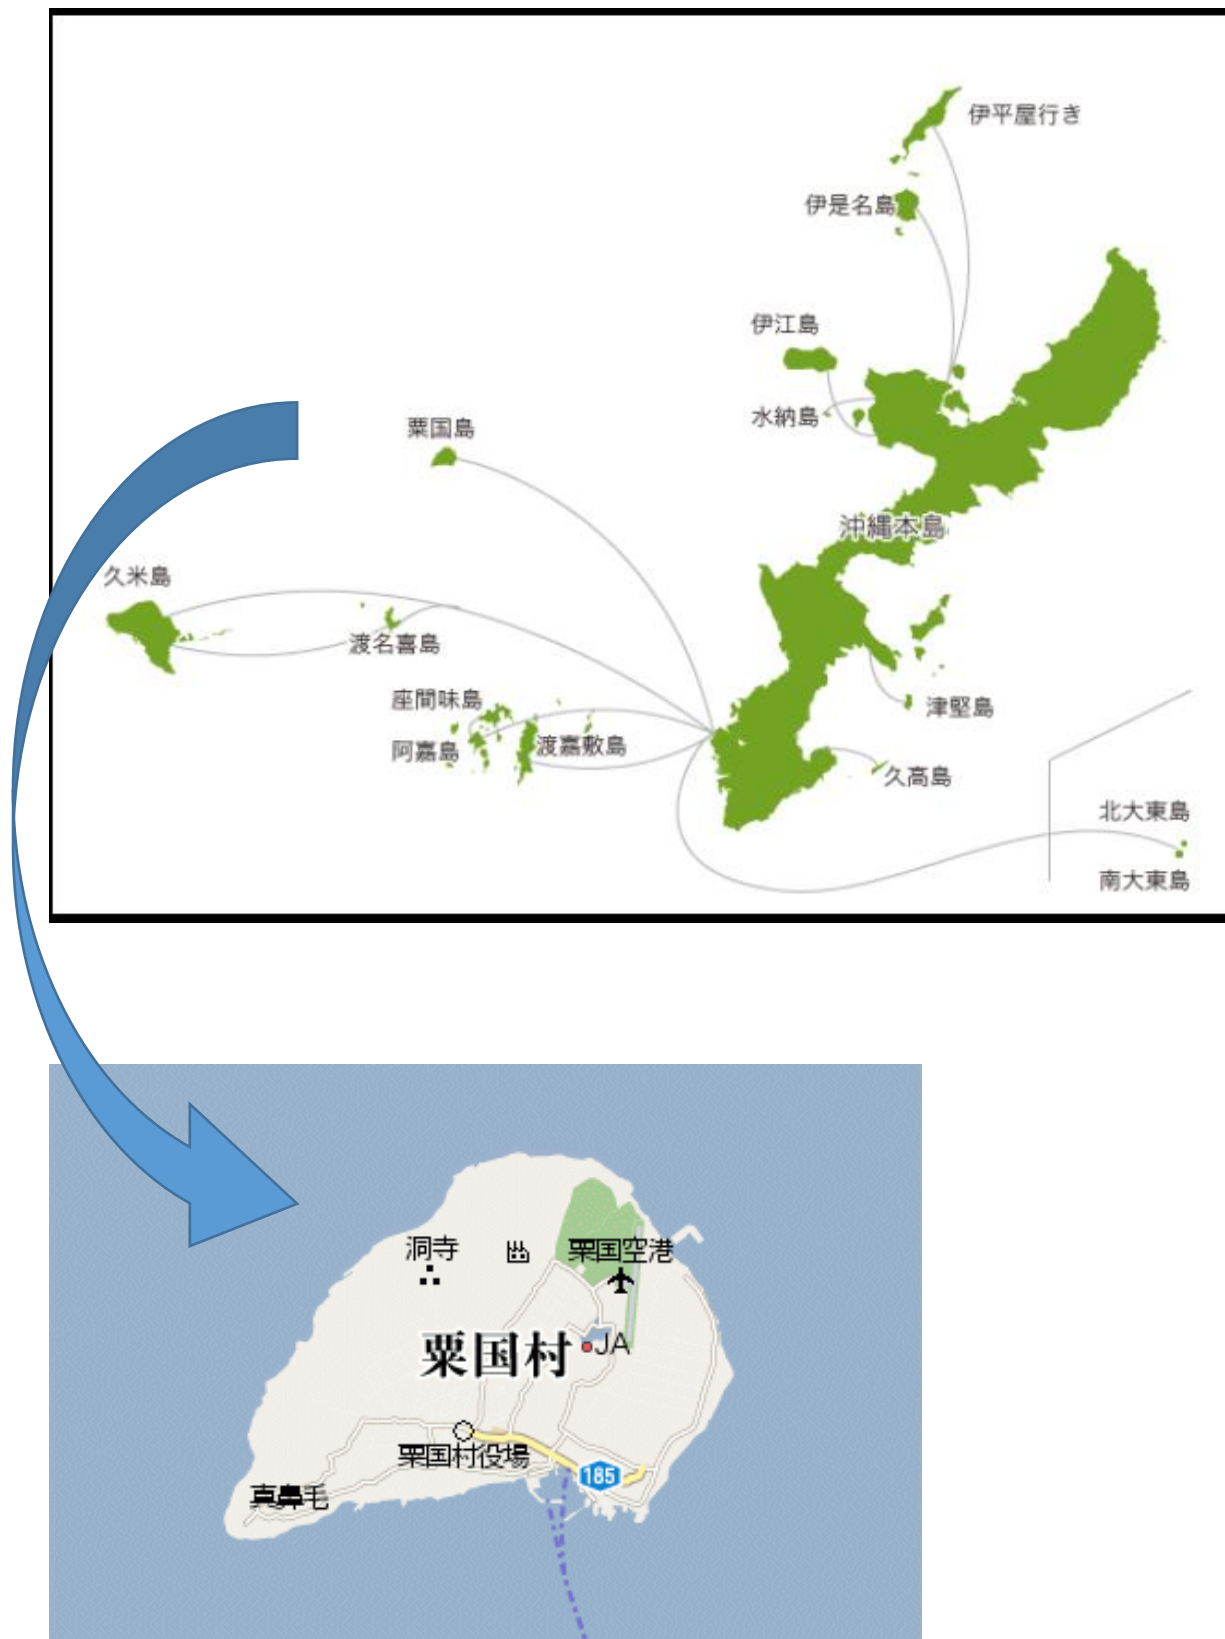 伊平屋行き
伊是名島
伊江島
水納島
粟国島
沖縄本島
久米島
渡名喜島
座間味島
阿嘉島
渡嘉敷島
津堅島
久高島
北大東島
南大東島
洞寺
粟国空港
粟国村
JA
粟国村役場
185
真鼻毛